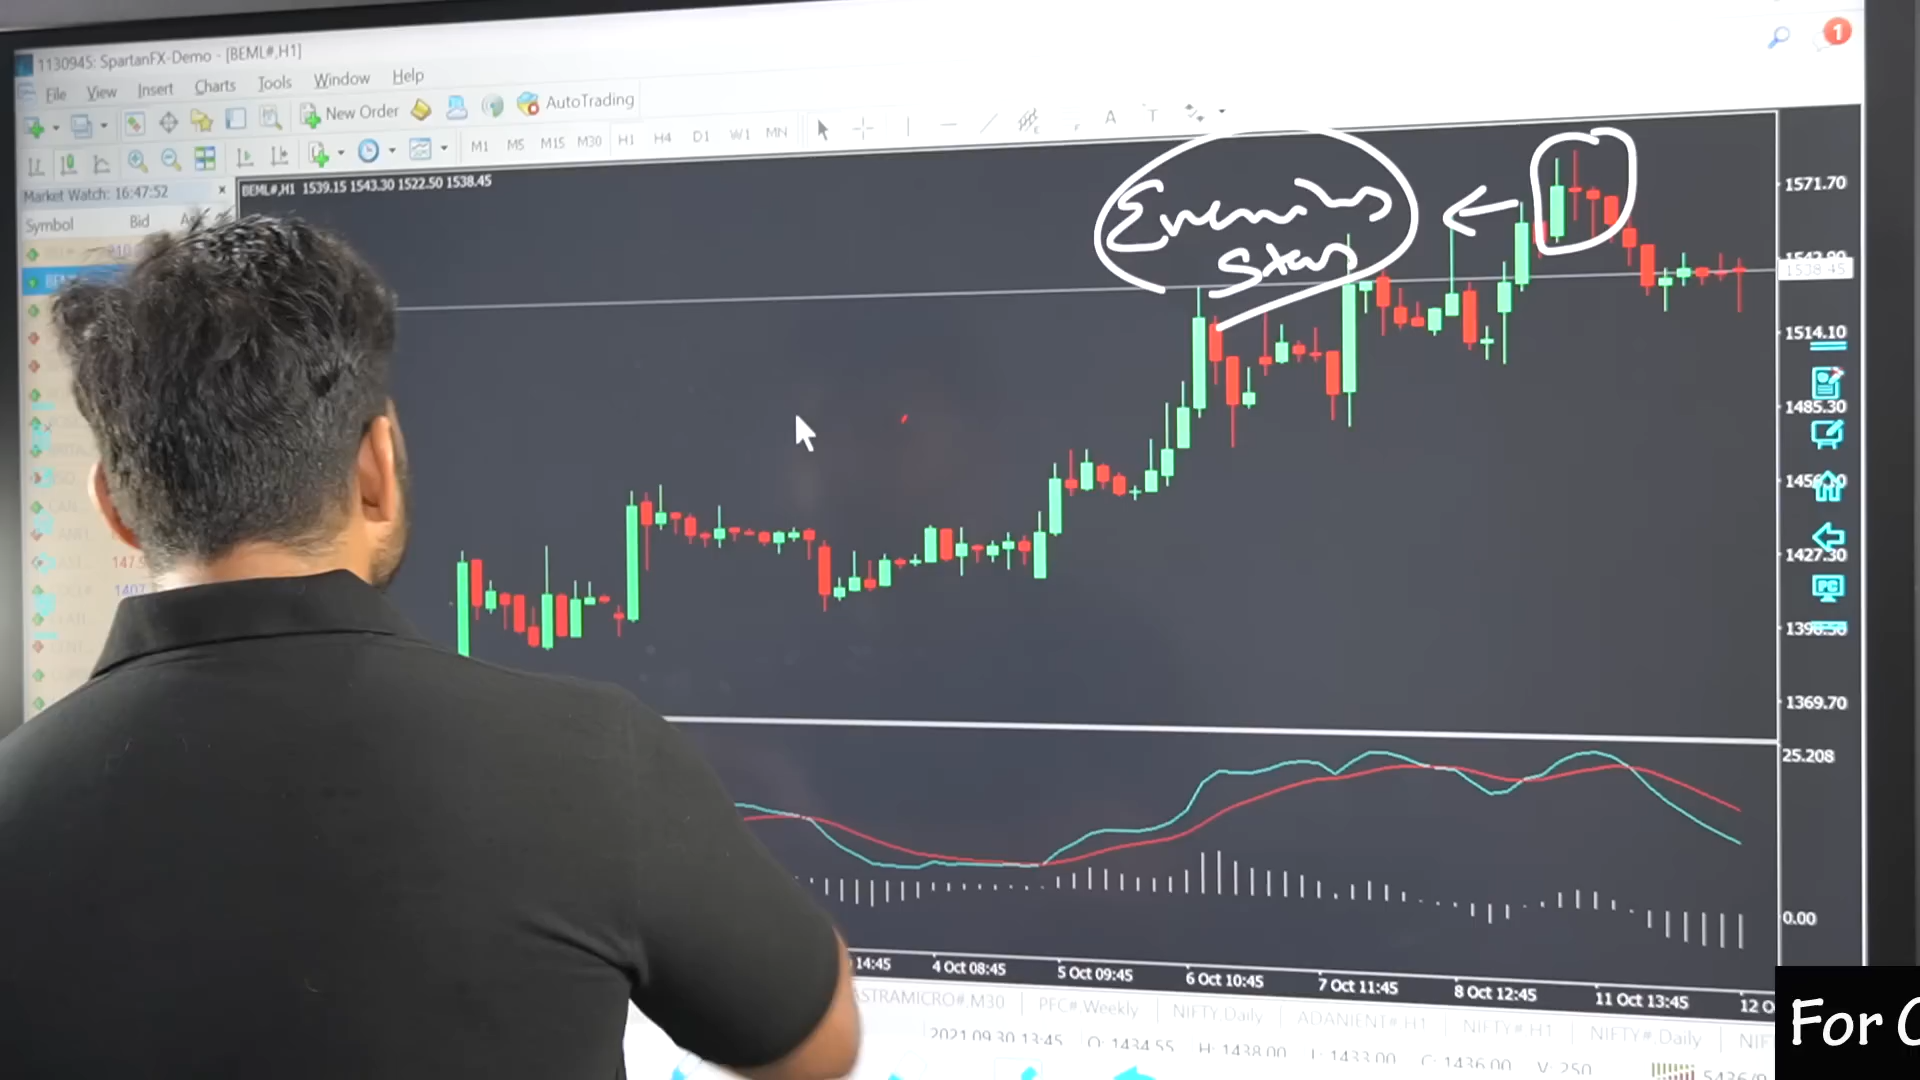 1130945: SpartanFX-Demo - [BEML#,H1]
1
File View Insert Charts Tools Window Help
New Order AutoTrading
A T
M1 M5 M15 M30 H1 H4 D1 W1 MN
Market Watch: 16:47:52
Symbol Bid
BEML#,H1 1539.15 1543.30 1522.50 1538.45
Evening
Star
1571.70
1538.45
1514.10
1485.30
1427.30
1369.70
147.9
1407
PC
25.208
0.00
14:45 4 Oct 08:45 5 Oct 09:45 6 Oct 10:45 7 Oct 11:45 8 Oct 12:45 11 Oct 13:45 12 O
ASTRAMICRO#,M30 PFC#,Weekly NIFTY,Daily ADANIENT#,H1 NIFTY#,H1 NIFTY#,Daily NIF
2021.09.30 13:45 O: 1434.55 H: 1438.00 L: 1433.00 C: 1436.00 V: 250
For